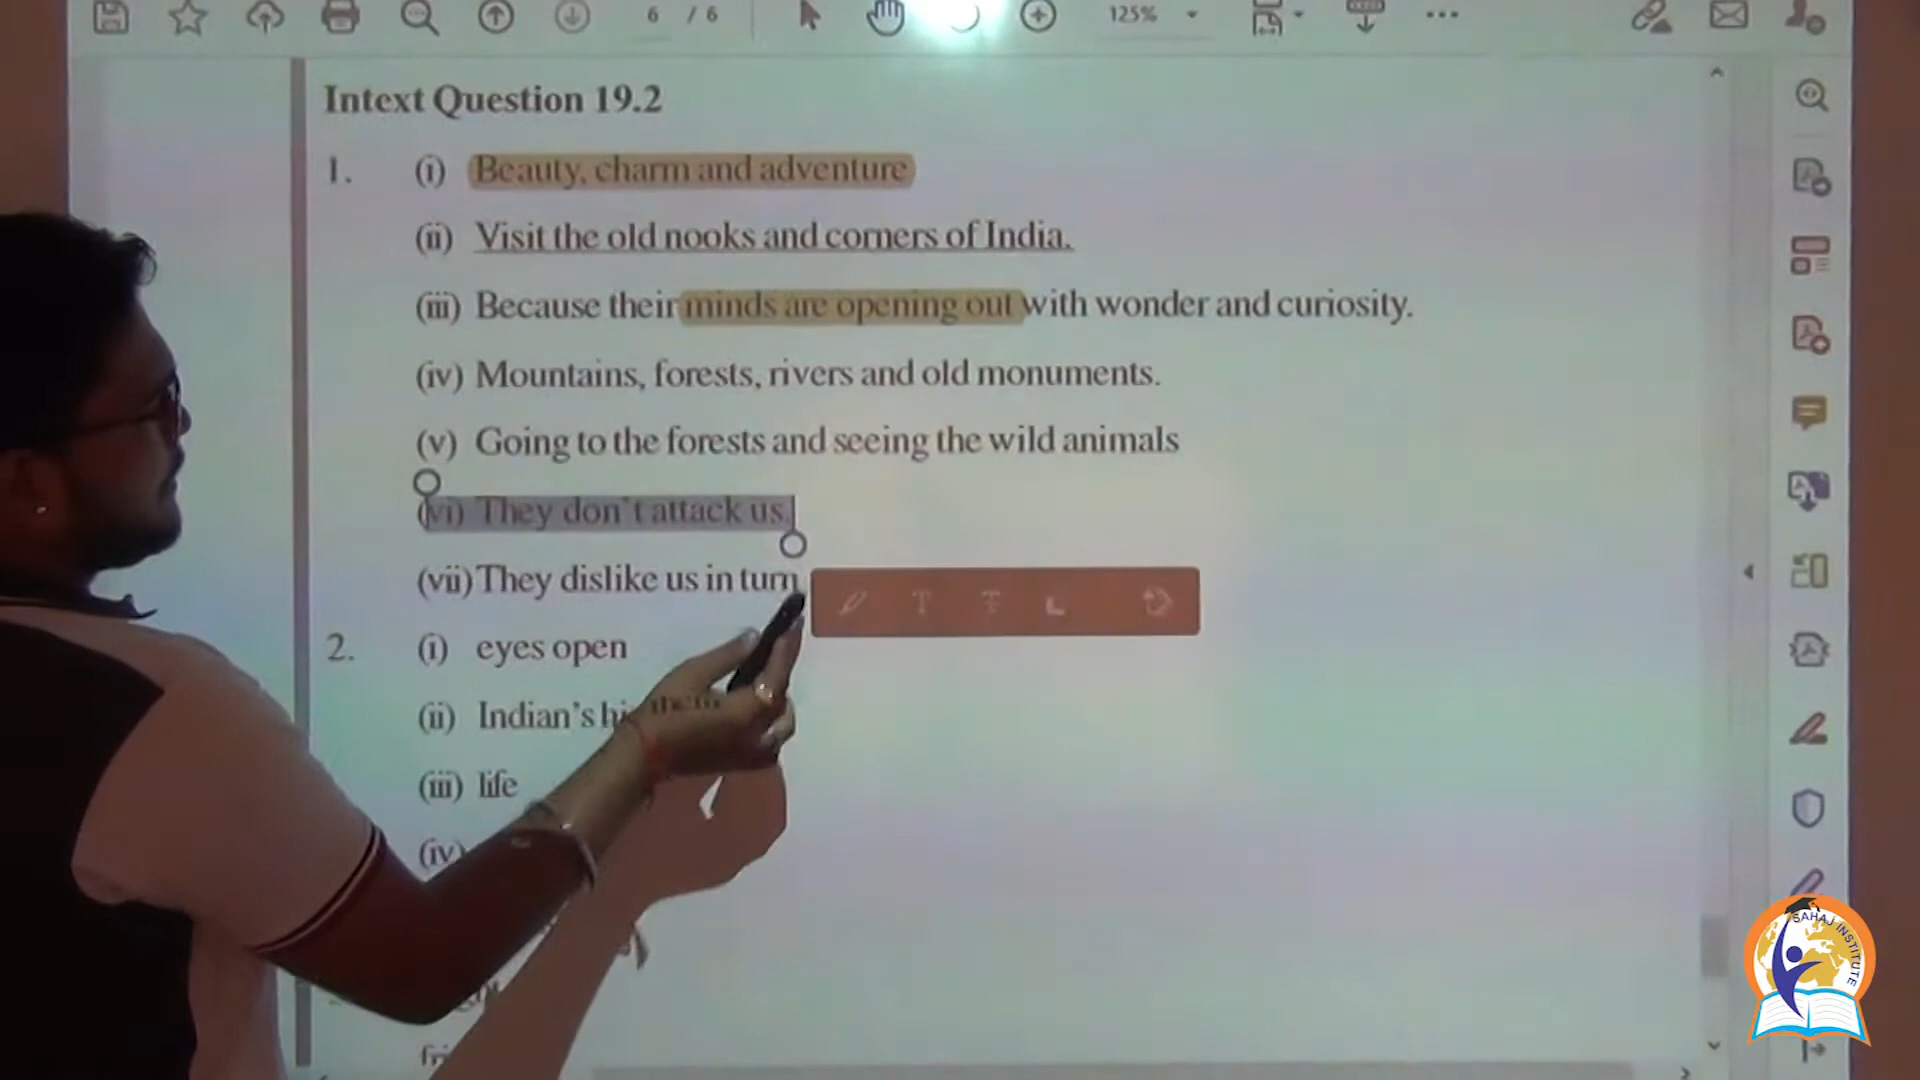 6 / 6 125%
Intext Question 19.2
1. (i) Beauty, charm and adventure
(ii) Visit the old nooks and corners of India.
(iii) Because their minds are opening out with wonder and curiosity.
(iv) Mountains, forests, rivers and old monuments.
(v) Going to the forests and seeing the wild animals
(vi) They don't attack us.
(vii) They dislike us in turn
2. (i) eyes open
(ii) Indian's
(iii) life
(iv)
SAHAJ INSTITUTE